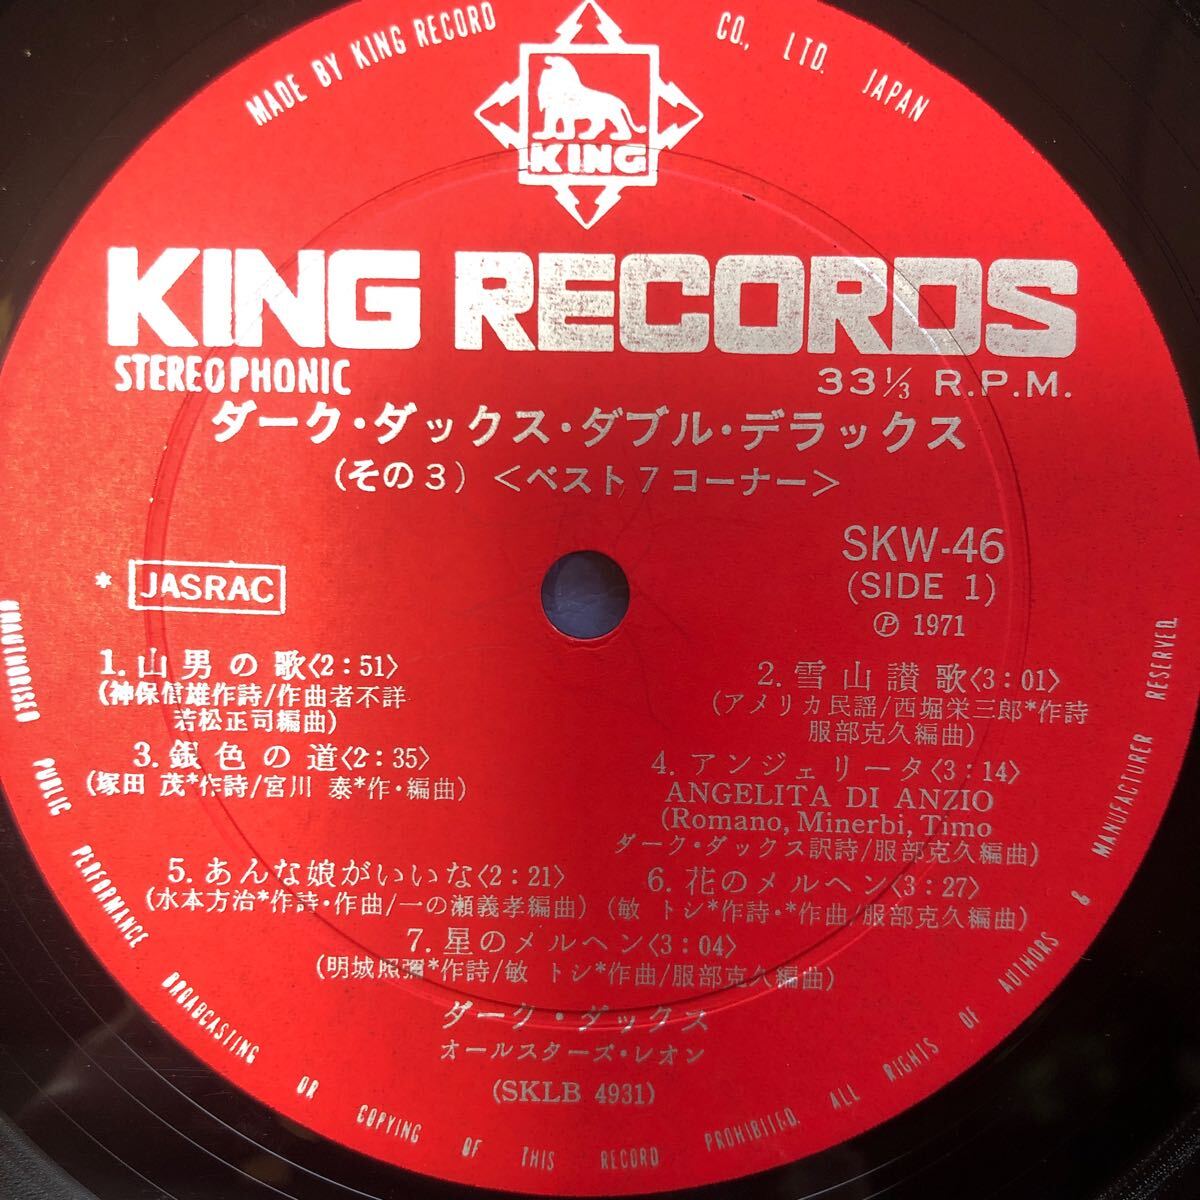 MADE BY KING RECORD CO., LTD. JAPAN
KING
KING RECORDS
STEREOPHONIC
33 1/3 R.P.M.
ダーク・ダックス・ダブル・デラックス
(その3) <ベスト7コーナー>
SKW-46
(SIDE 1)
℗ 1971
* JASRAC
1. 山男の歌<2:51>
(神保信雄作詩/作曲者不詳
若松正司編曲)
2. 雪山讃歌<3:01>
(アメリカ民謡/西堀栄三郎*作詩
服部克久編曲)
3. 銀色の道<2:35>
(塚田 茂*作詩/宮川 泰*作・編曲)
4. アンジェリータ<3:14>
ANGELITA DI ANZIO
(Romano, Minerbi, Timo
ダーク・ダックス訳詩/服部克久編曲)
5. あんな娘がいいな<2:21>
(水本方治*作詩・作曲/一の瀬義孝編曲)
6. 花のメルヘン<3:27>
(敏 トシ*作詩・*作曲/服部克久編曲)
7. 星のメルヘン<3:04>
(明城照彌*作詩/敏 トシ*作曲/服部克久編曲)
ダーク・ダックス
オールスターズ・レオン
(SKLB 4931)
UNAUTHORISED PUBLIC PERFORMANCE BROADCASTING OR COPYING OF THIS RECORD PROHIBITED. ALL RIGHTS OF AUTHORS & MANUFACTURER RESERVED.